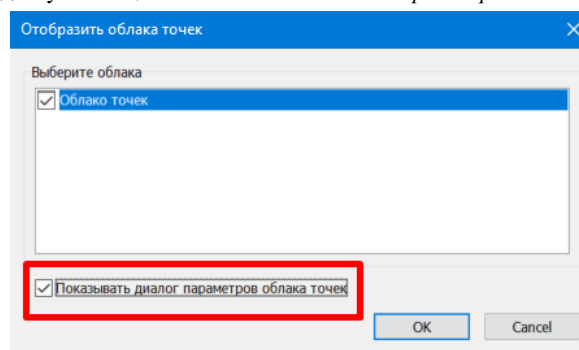 Отобразить облака точек
Выберите облака
Облако точек
Показывать диалог параметров облака точек
OK
Cancel